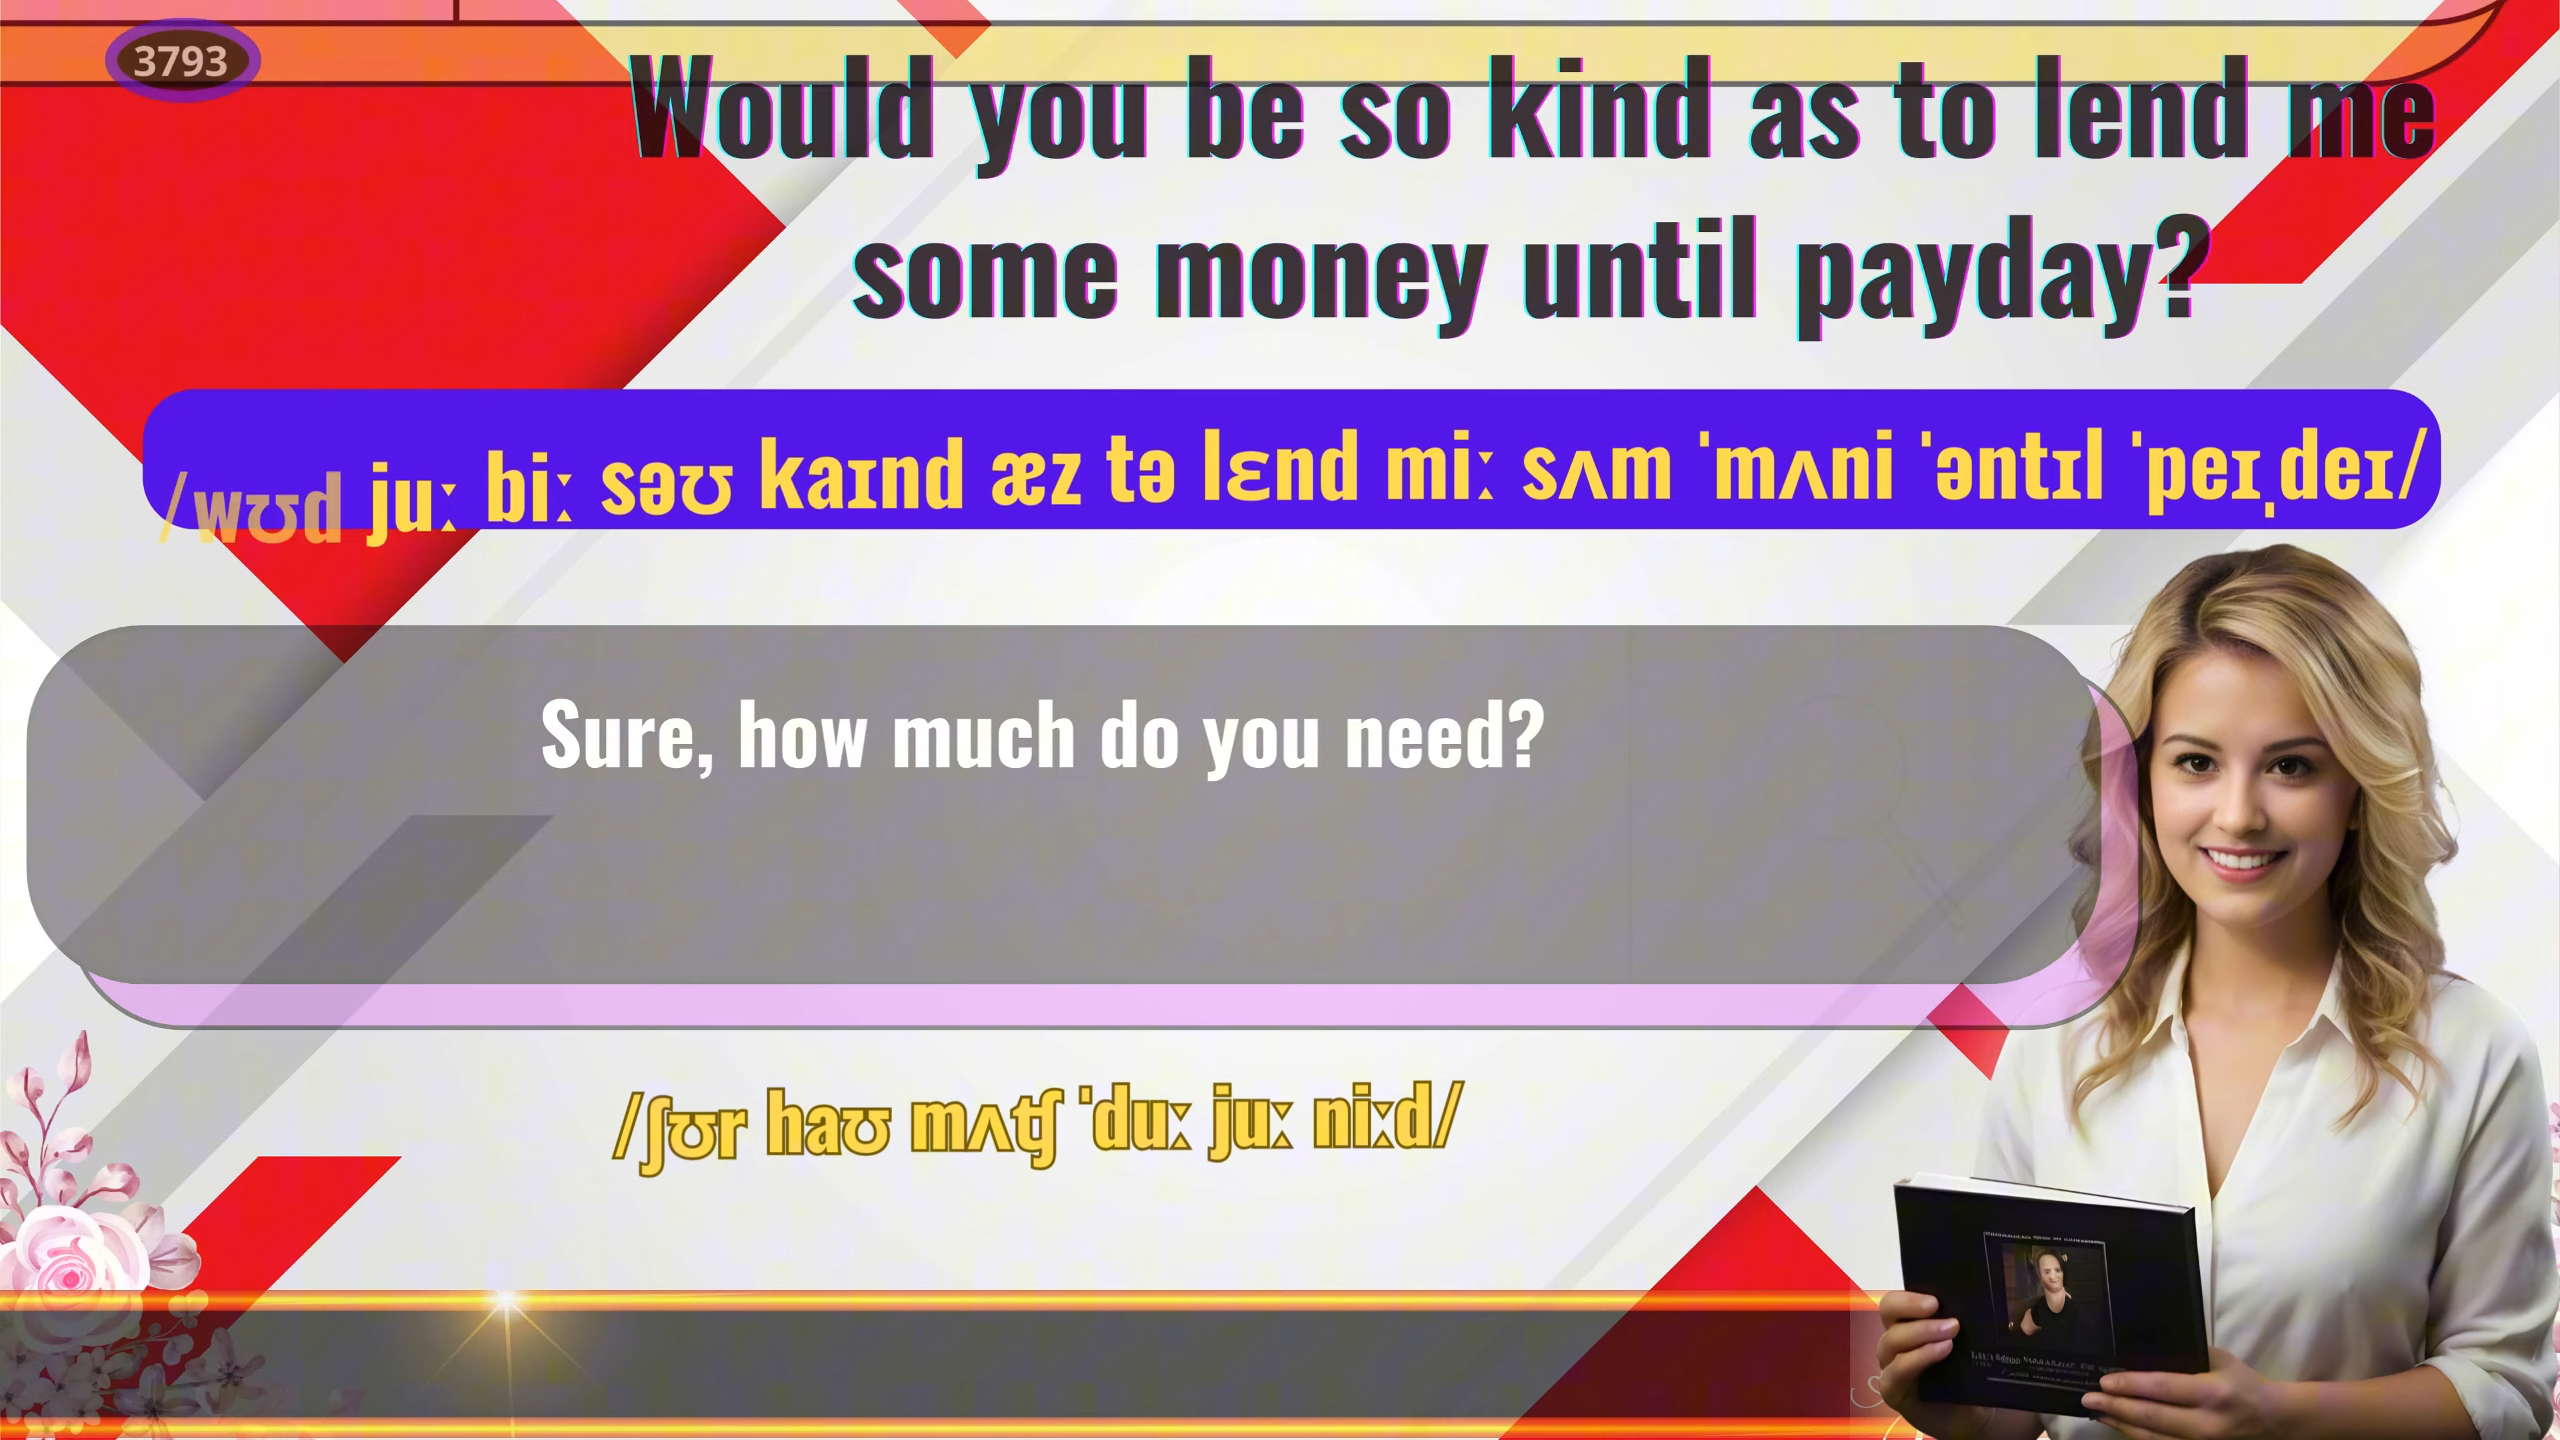 3793
Would you be so kind as to lend me
some money until payday?
/wʊd juː biː səʊ kaɪnd æz tə lɛnd miː sʌm ˈmʌni ˈəntɪl ˈpeɪˌdeɪ/
Sure, how much do you need?
/ʃʊr haʊ mʌʧ ˈduː juː niːd/